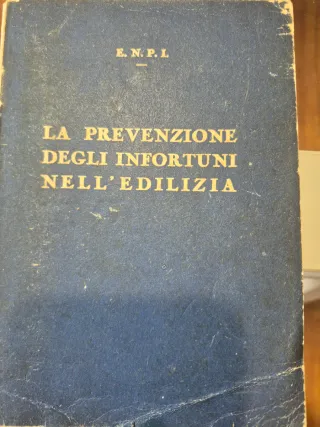 E. N. P. I.
LA PREVENZIONE
DEGLI INFORTUNI
NELL'EDILIZIA